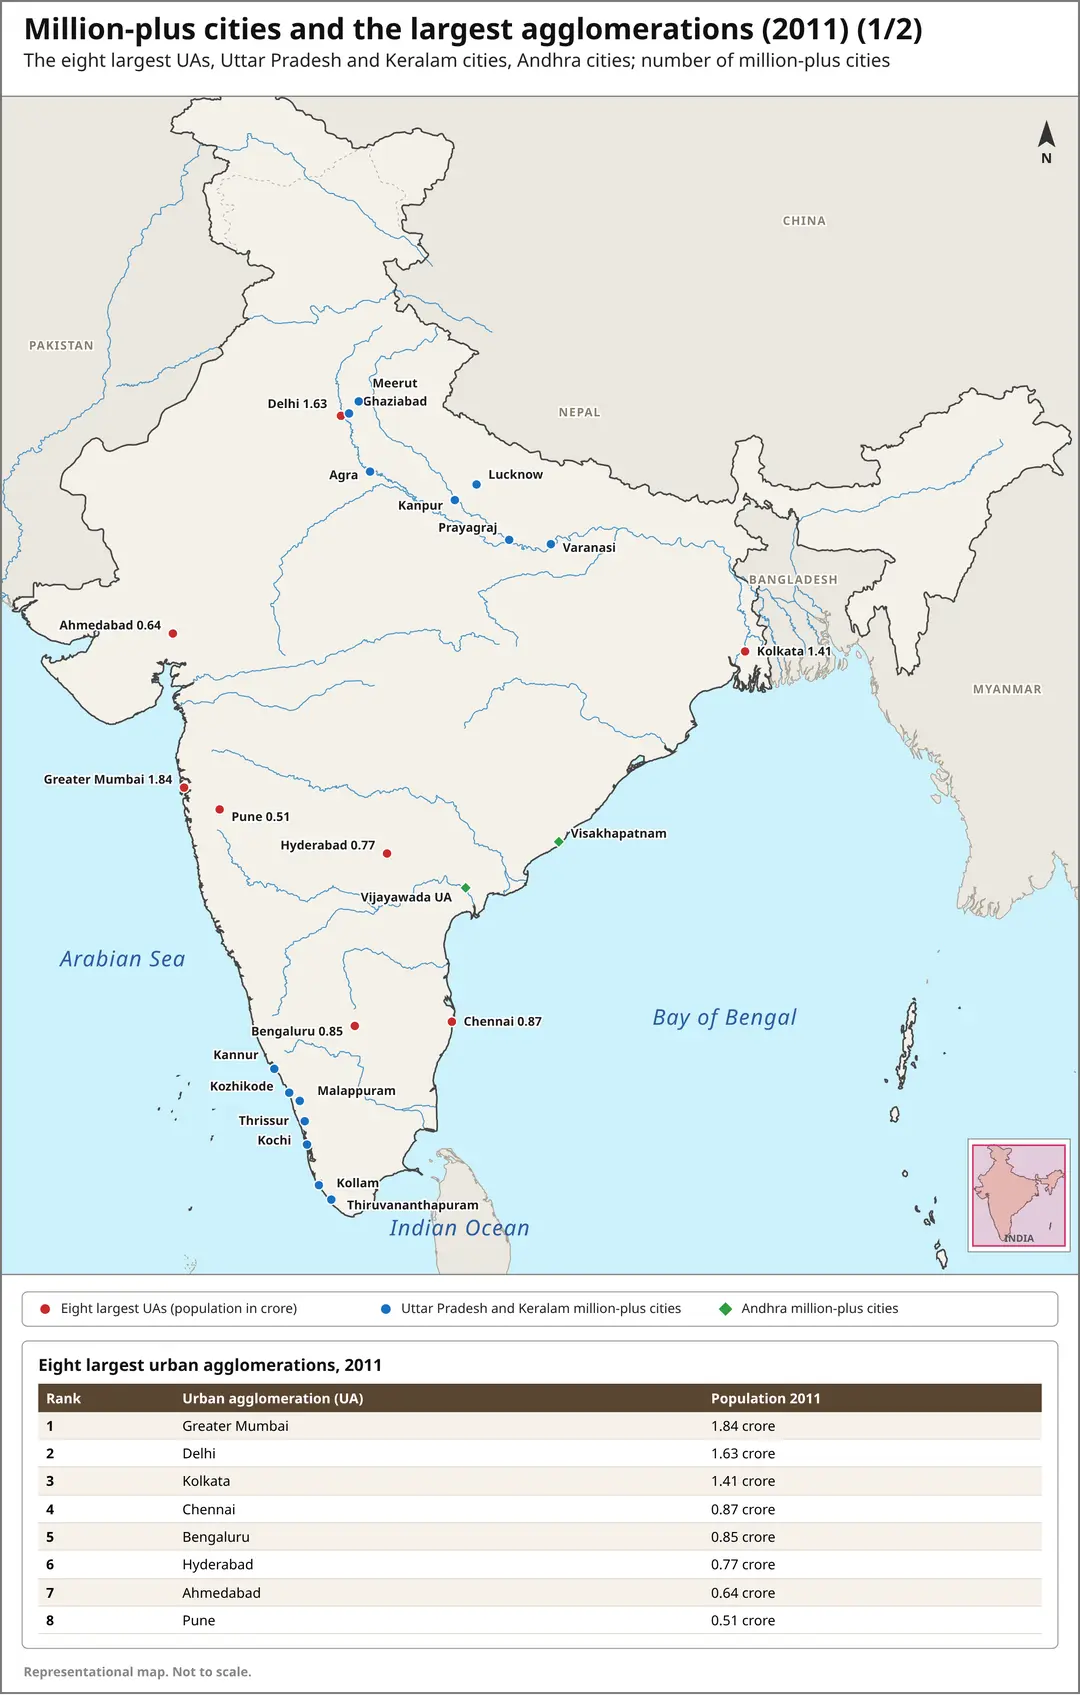 Million-plus cities and the largest agglomerations (2011) (1/2)
The eight largest UAs, Uttar Pradesh and Keralam cities, Andhra cities; number of million-plus cities
N
CHINA
PAKISTAN
NEPAL
BANGLADESH
MYANMAR
Meerut
Delhi 1.63
Ghaziabad
Agra
Lucknow
Kanpur
Prayagraj
Varanasi
Ahmedabad 0.64
Kolkata 1.41
Greater Mumbai 1.84
Pune 0.51
Hyderabad 0.77
Visakhapatnam
Vijayawada UA
Arabian Sea
Bay of Bengal
Bengaluru 0.85
Chennai 0.87
Kannur
Kozhikode
Malappuram
Thrissur
Kochi
Kollam
Thiruvananthapuram
Indian Ocean
INDIA
Eight largest UAs (population in crore)
Uttar Pradesh and Keralam million-plus cities
Andhra million-plus cities
Eight largest urban agglomerations, 2011
Rank Urban agglomeration (UA) Population 2011
1 Greater Mumbai 1.84 crore
2 Delhi 1.63 crore
3 Kolkata 1.41 crore
4 Chennai 0.87 crore
5 Bengaluru 0.85 crore
6 Hyderabad 0.77 crore
7 Ahmedabad 0.64 crore
8 Pune 0.51 crore
Representational map. Not to scale.